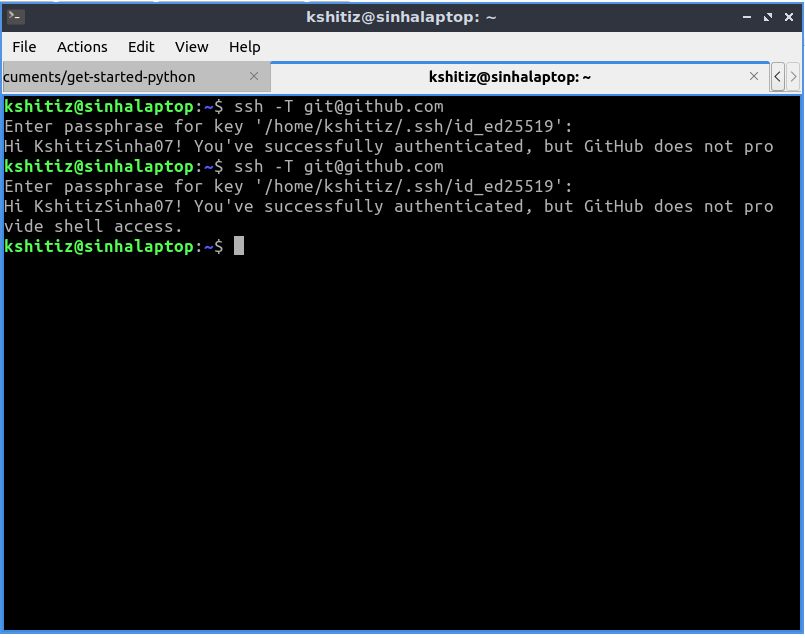 kshitiz@sinhalaptop: ~
File Actions Edit View Help
cuments/get-started-python
kshitiz@sinhalaptop: ~
kshitiz@sinhalaptop:~$ ssh -T git@github.com
Enter passphrase for key '/home/kshitiz/.ssh/id_ed25519':
Hi KshitizSinha07! You've successfully authenticated, but GitHub does not pro
kshitiz@sinhalaptop:~$ ssh -T git@github.com
Enter passphrase for key '/home/kshitiz/.ssh/id_ed25519':
Hi KshitizSinha07! You've successfully authenticated, but GitHub does not pro
vide shell access.
kshitiz@sinhalaptop:~$